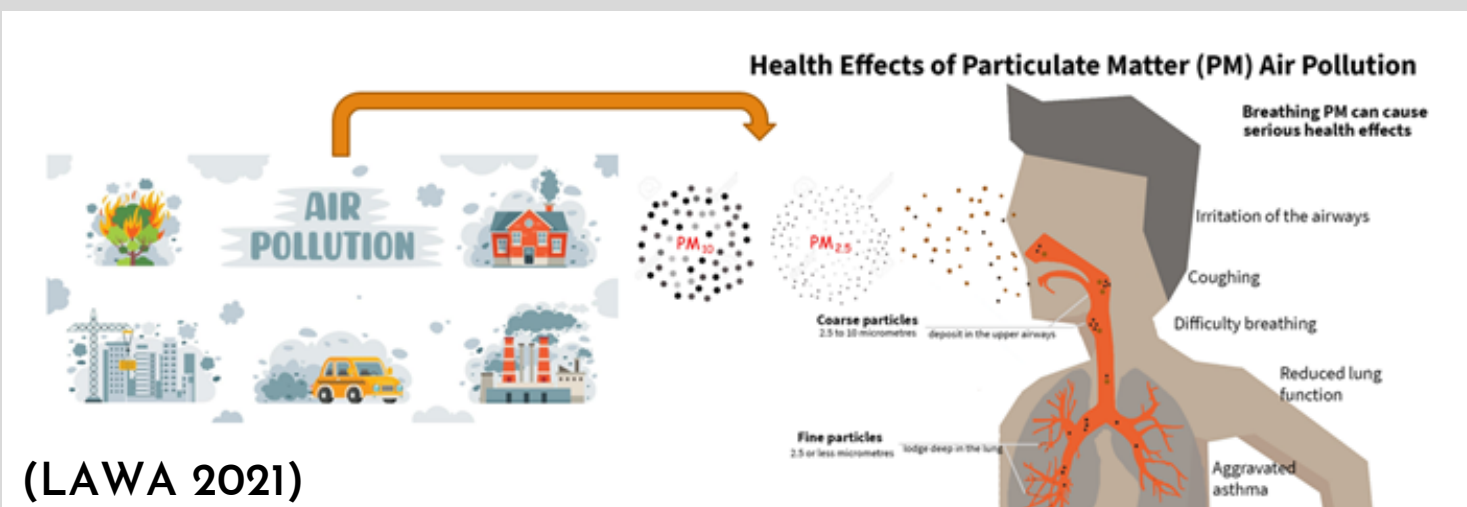 Health Effects of Particulate Matter (PM) Air Pollution
Breathing PM can cause
serious health effects
AIR
POLLUTION
PM10
PM2.5
Irritation of the airways
Coughing
Coarse particles
2.5 to 10 micrometres
deposit in the upper airways
Difficulty breathing
Reduced lung
function
Fine particles
2.5 or less micrometres
lodge deep in the lung
Aggravated
asthma
(LAWA 2021)